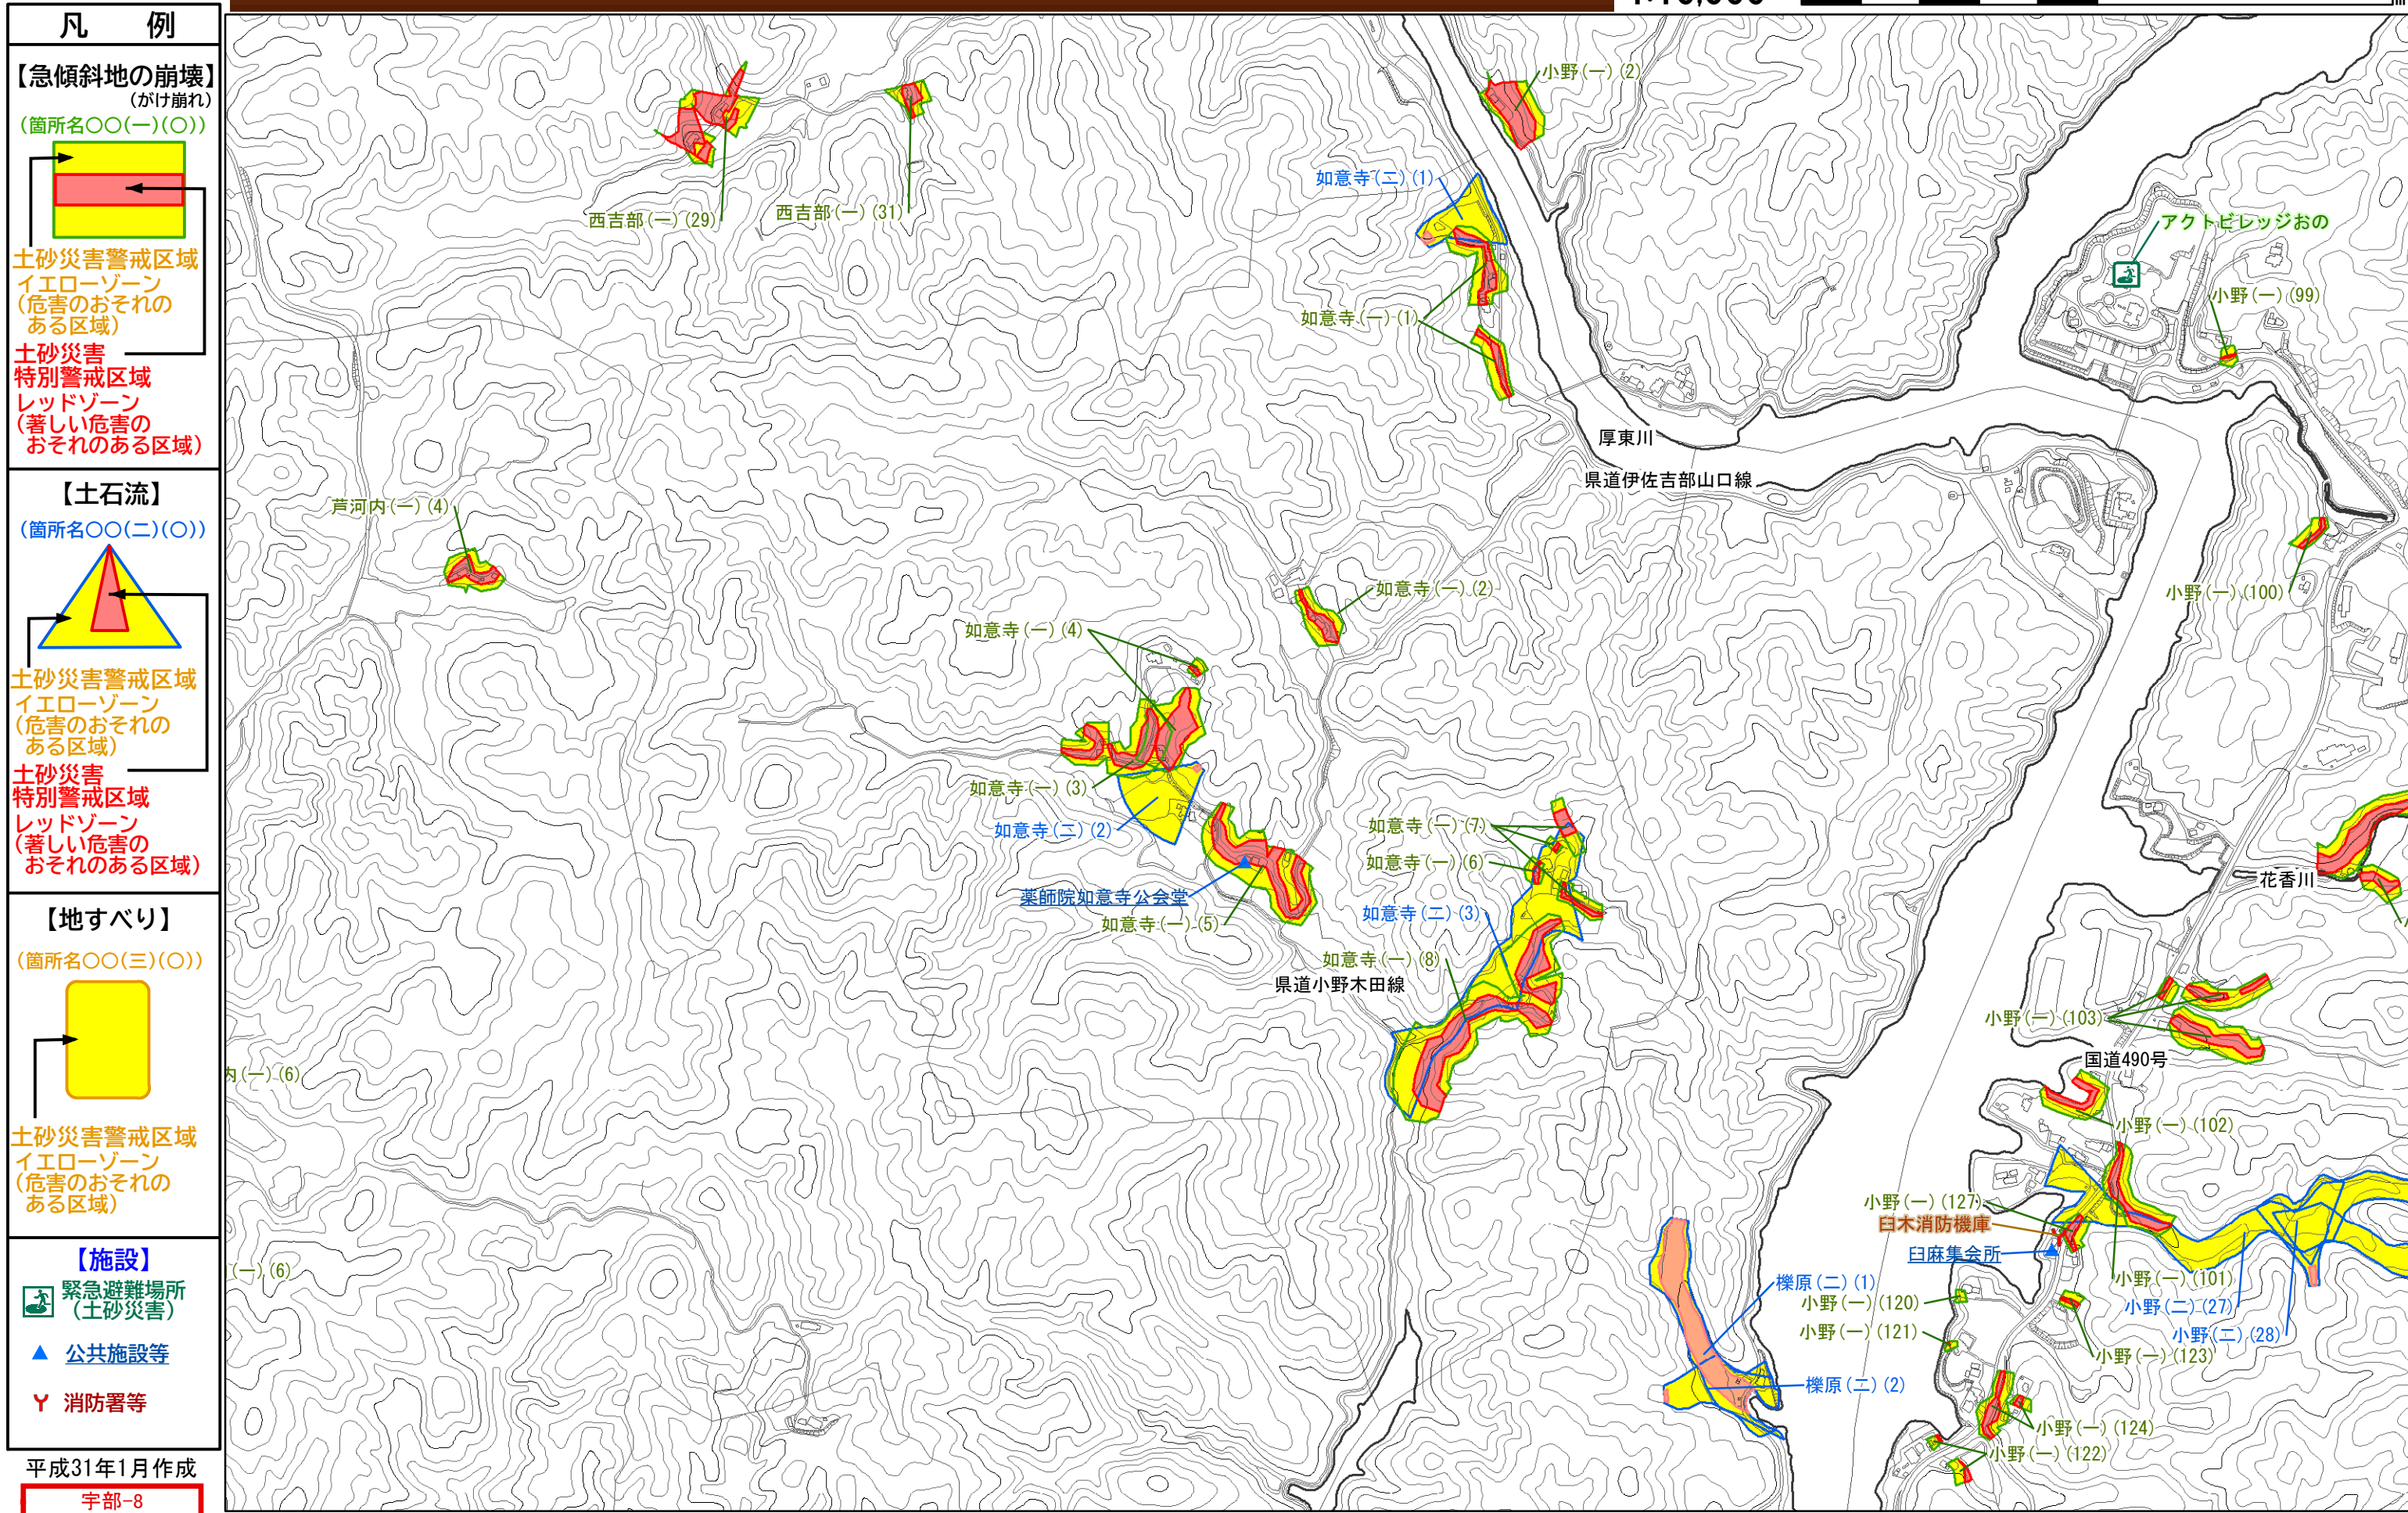 凡 例
【急傾斜地の崩壊】
(がけ崩れ)
(箇所名○○(一)(○))
土砂災害警戒区域
イエローゾーン
(危害のおそれの
ある区域)
土砂災害
特別警戒区域
レッドゾーン
(著しい危害の
おそれのある区域)
【土石流】
(箇所名○○(二)(○))
土砂災害警戒区域
イエローゾーン
(危害のおそれの
ある区域)
土砂災害
特別警戒区域
レッドゾーン
(著しい危害の
おそれのある区域)
【地すべり】
(箇所名○○(三)(○))
土砂災害警戒区域
イエローゾーン
(危害のおそれの
ある区域)
【施設】
緊急避難場所
(土砂災害)
公共施設等
消防署等
平成31年1月作成
宇部-8
小野(一)(2)
如意寺(二)(1)
西吉部(一)(29)
西吉部(一)(31)
アクトビレッジおの
小野(一)(99)
如意寺(一)(1)
厚東川
県道伊佐吉部山口線
芦河内(一)(4)
如意寺(一)(2)
小野(一)(100)
如意寺(一)(4)
如意寺(一)(3)
如意寺(二)(2)
如意寺(一)(7)
如意寺(一)(6)
花香川
薬師院如意寺公会堂
如意寺(二)(3)
如意寺(一)(5)
如意寺(一)(8)
県道小野木田線
小野(一)(103)
国道490号
内(一)(6)
小野(一)(102)
小野(一)(127)
臼木消防機庫
臼麻集会所
(一)(6)
小野(一)(101)
櫟原(二)(1)
小野(一)(120)
小野(二)(27)
小野(一)(121)
小野(二)(28)
小野(一)(123)
櫟原(二)(2)
小野(一)(124)
小野(一)(122)